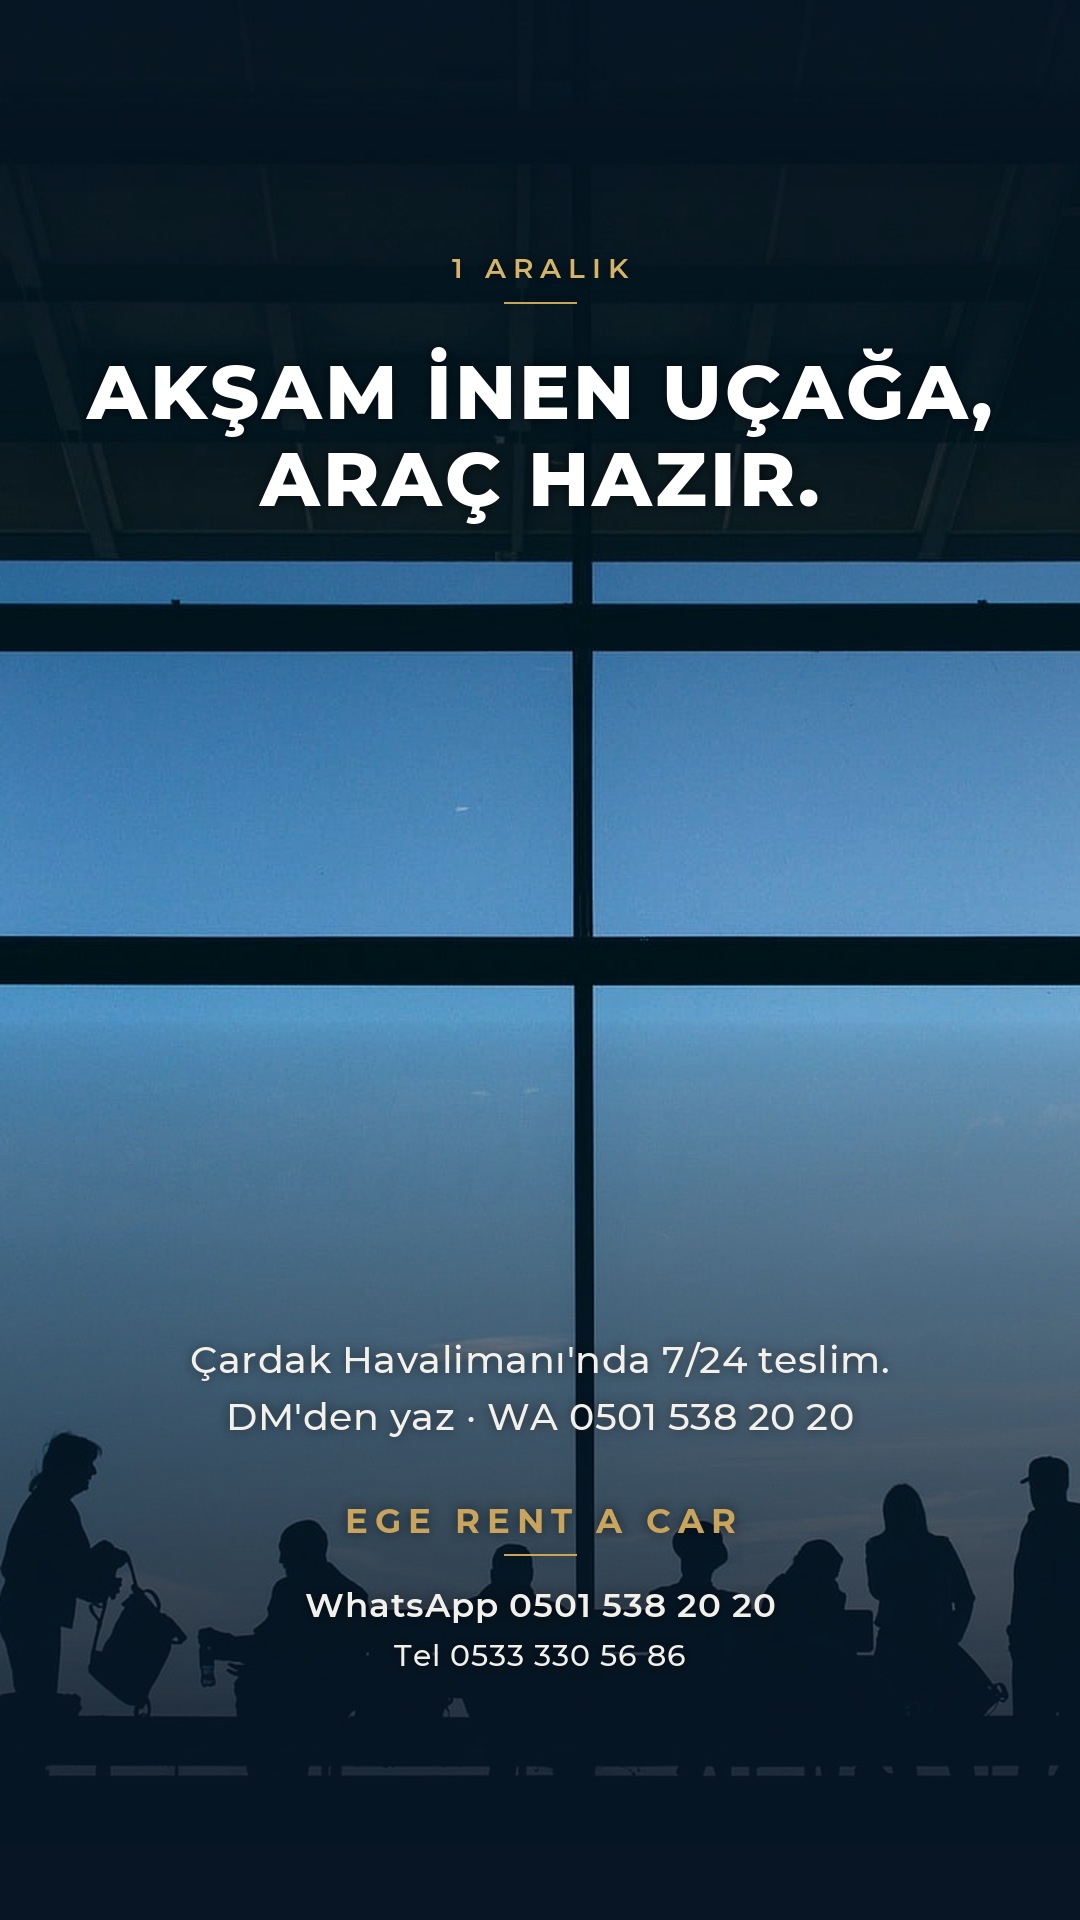 1 ARALIK
AKŞAM İNEN UÇAĞA,
ARAÇ HAZIR.
Çardak Havalimanı'nda 7/24 teslim.
DM'den yaz · WA 0501 538 20 20
EGE RENT A CAR
WhatsApp 0501 538 20 20
Tel 0533 330 56 86